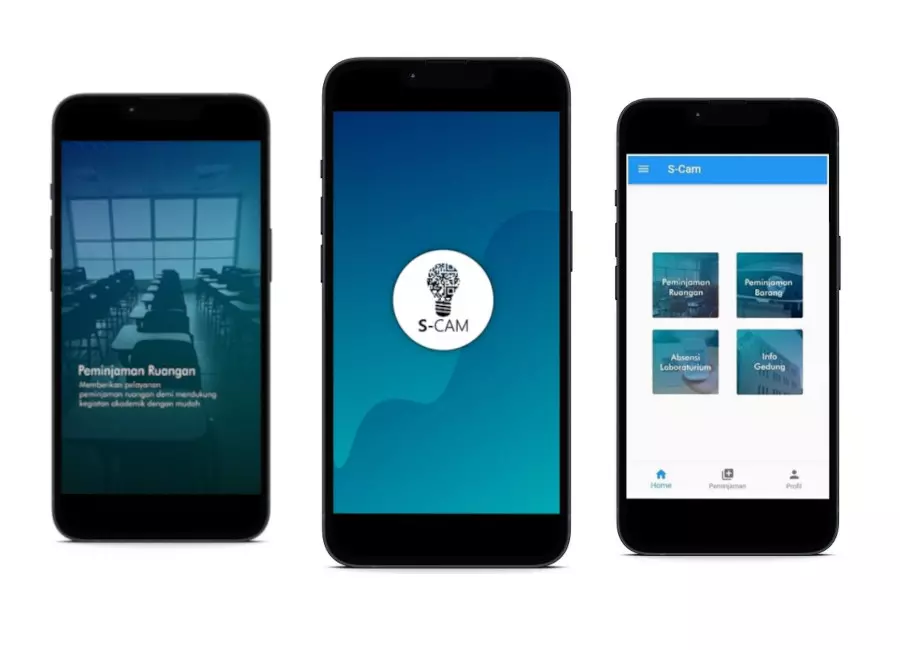 Peminjaman Ruangan
Memberikan pelayanan
peminjaman ruangan demi mendukung
kegiatan akademik dengan mudah
S-CAM
S-Cam
Peminjaman
Ruangan
Peminjaman
Barang
Absensi
Laboraturium
Info
Gedung
Home
Peminjaman
Profil